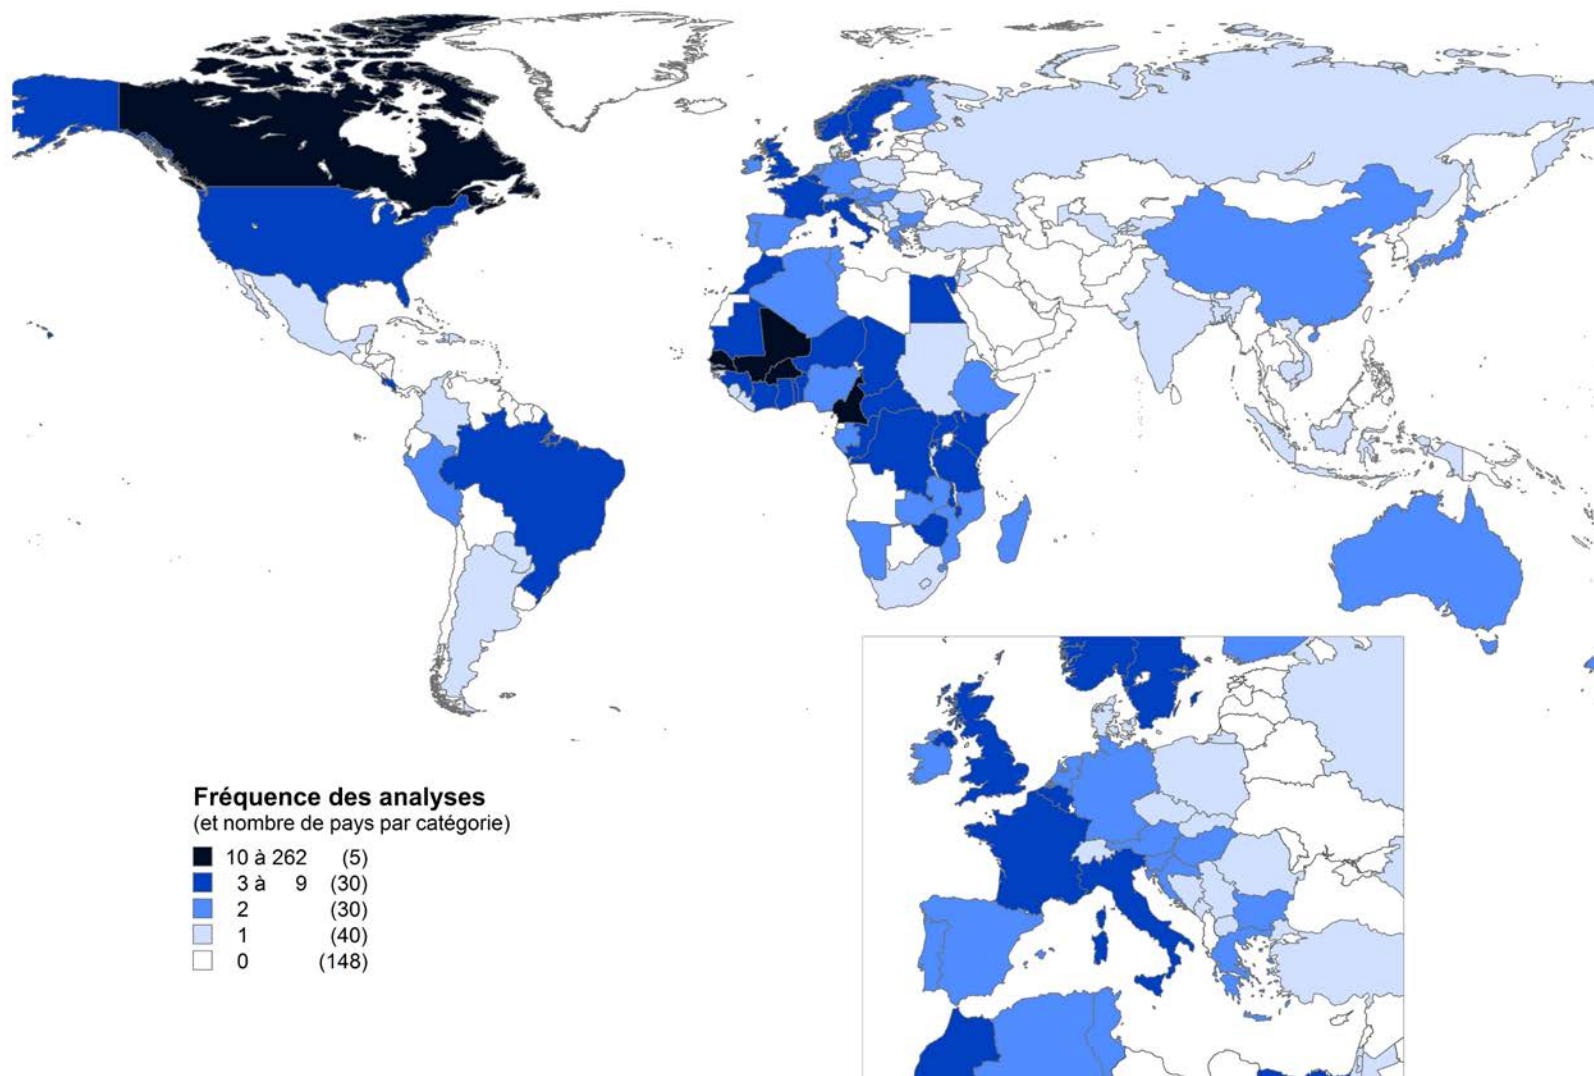 Fréquence des analyses
(et nombre de pays par catégorie)
10 à 262 (5)
3 à 9 (30)
2 (30)
1 (40)
0 (148)